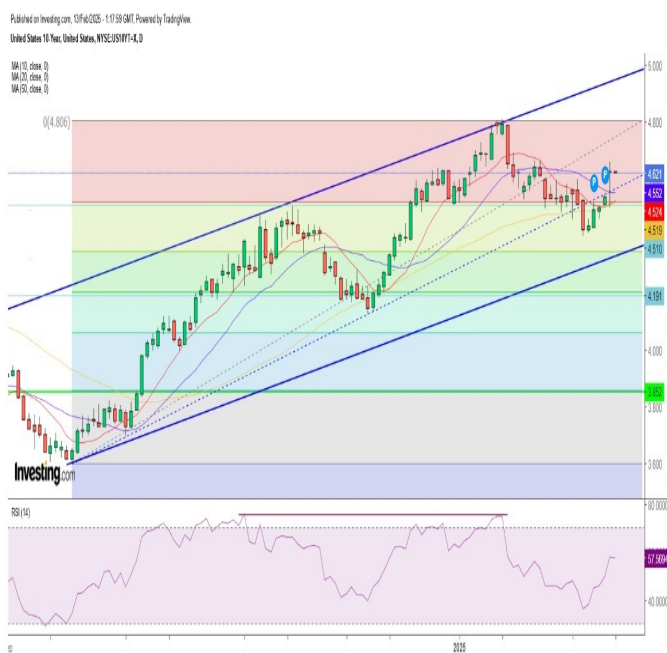 Published on Investing.com, 13/Feb/2025 - 1:17:59 GMT, Powered by TradingView.
United States 10-Year, United States, NYSE:US10YT=X, D
MA (10, close, 0)
MA (20, close, 0)
MA (50, close, 0)
5.000
0(4.806)
4.800
P
P
4.621
4.552
4.524
4.519
4.510
4.191
4.000
3.852
3.800
3.600
Investing.com
RSI (14)
80.0000
57.5694
40.0000
2025